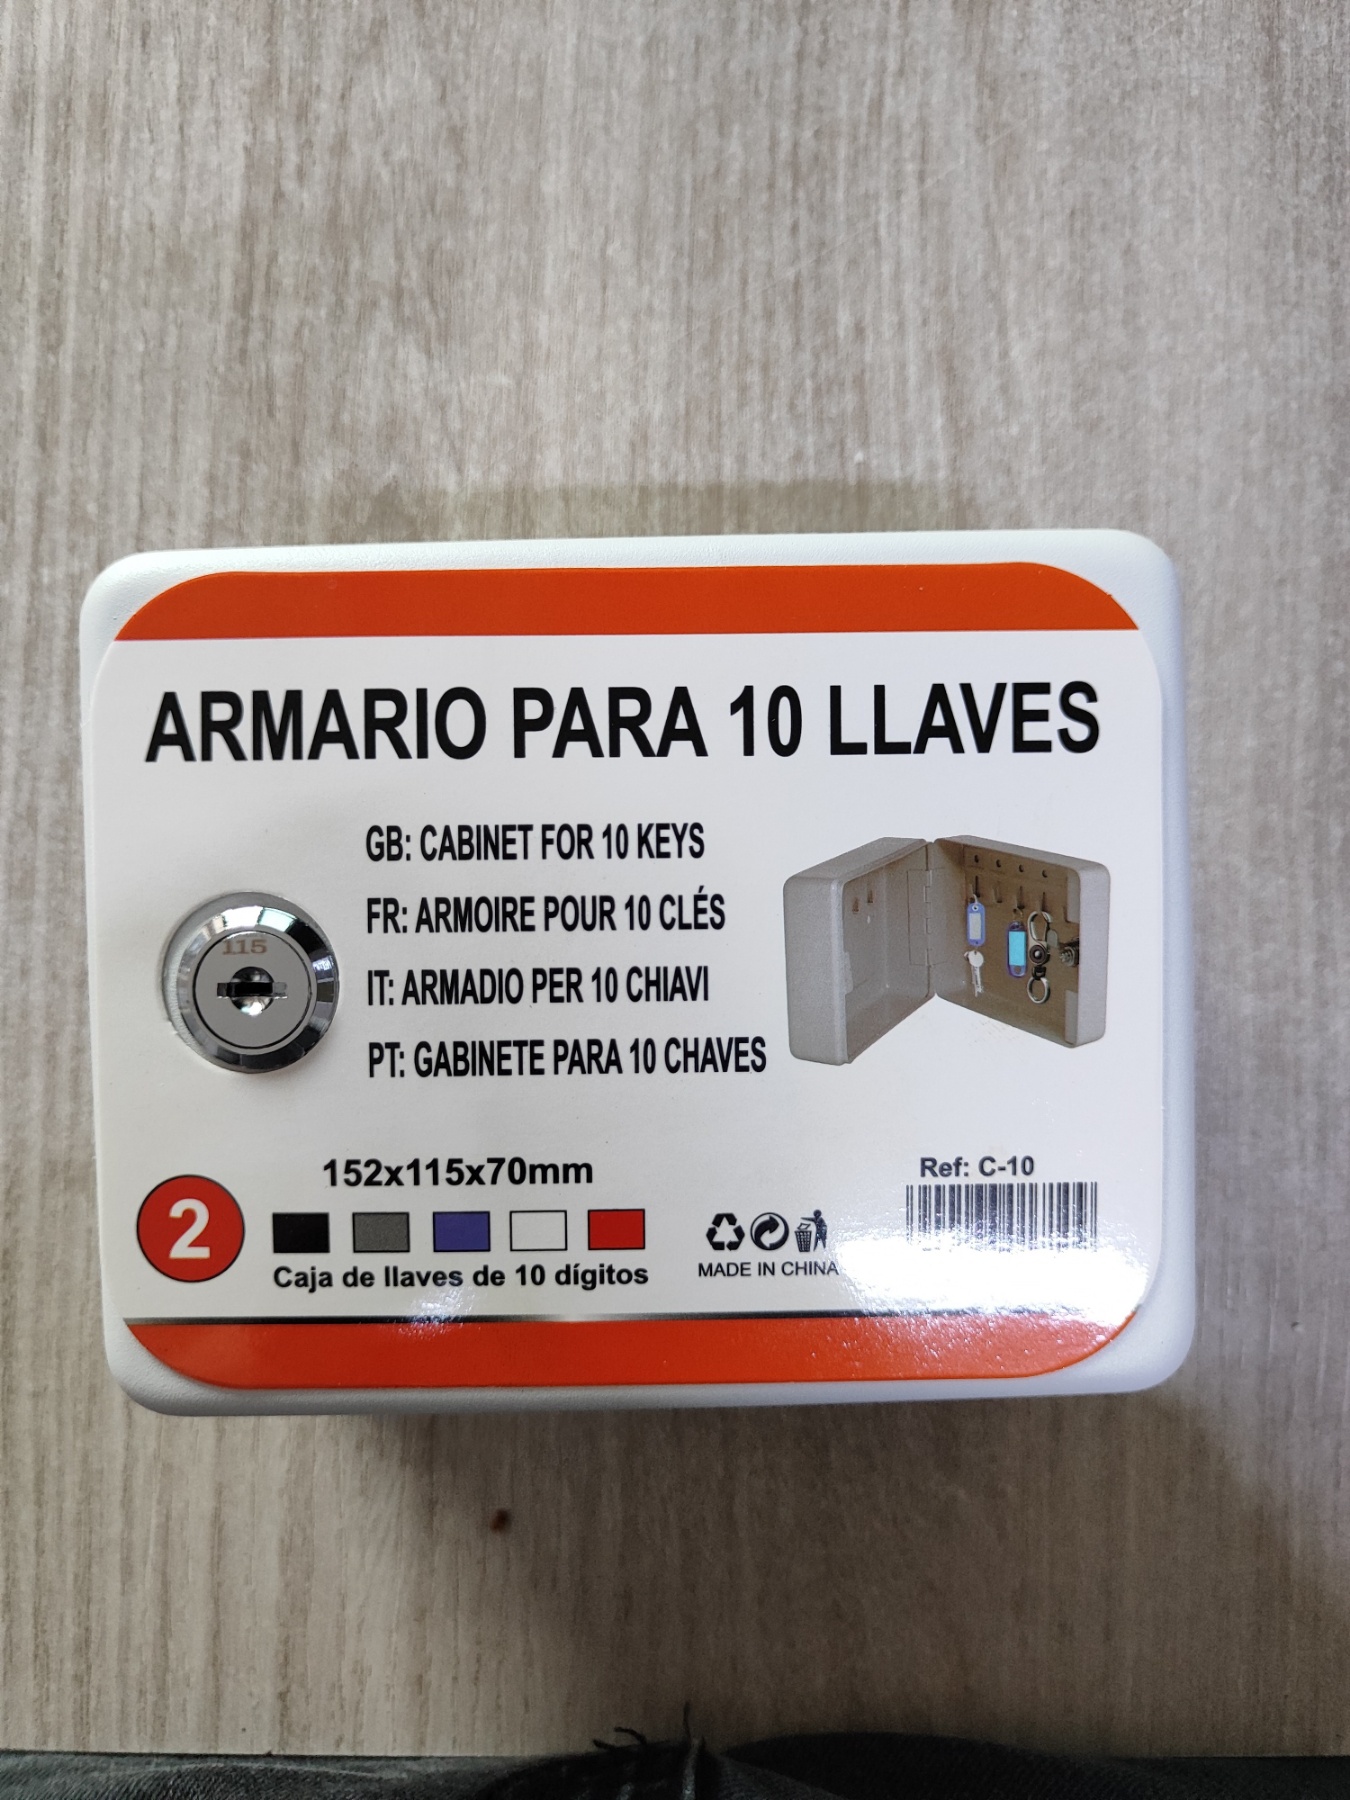 ARMARIO PARA 10 LLAVES
GB: CABINET FOR 10 KEYS
FR: ARMOIRE POUR 10 CLÉS
115
IT: ARMADIO PER 10 CHIAVI
PT: GABINETE PARA 10 CHAVES
152x115x70mm
Ref: C-10
2
Caja de llaves de 10 dígitos
MADE IN CHINA